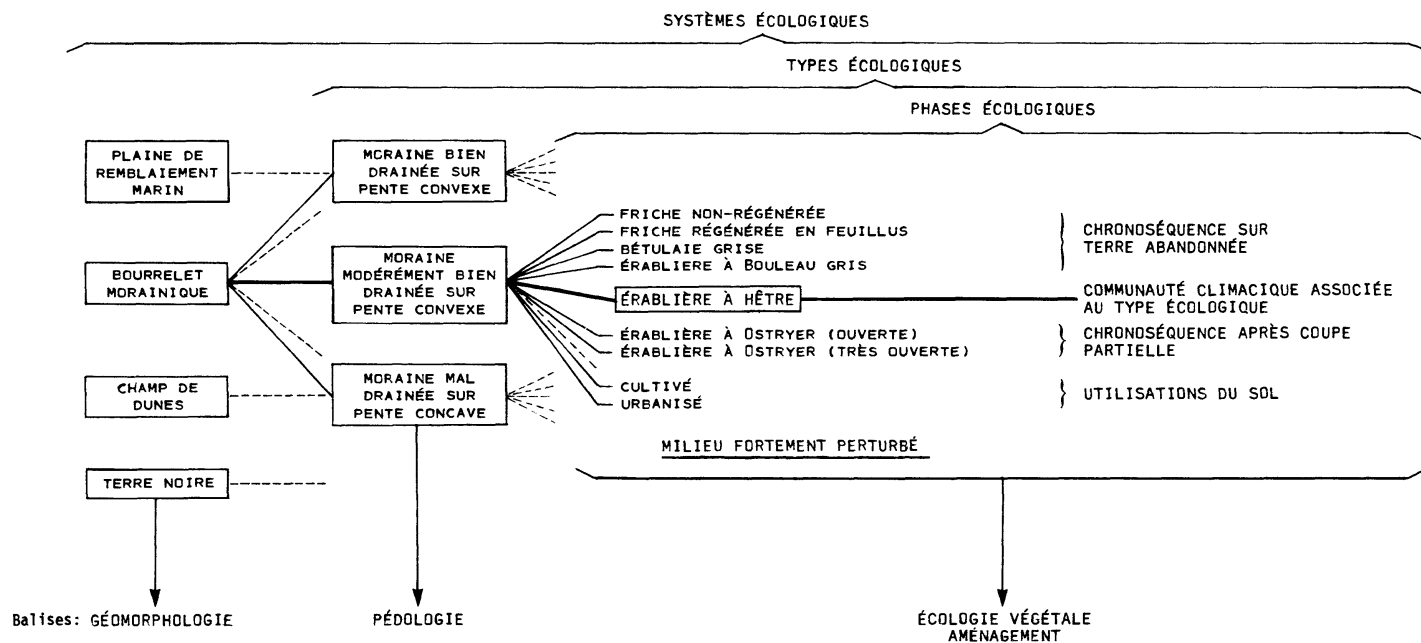 SYSTÈMES ÉCOLOGIQUES
TYPES ÉCOLOGIQUES
PHASES ÉCOLOGIQUES
PLAINE DE
REMBLAIEMENT
MARIN
BOURRELET
MORAINIQUE
CHAMP DE
DUNES
TERRE NOIRE
MORAINE BIEN
DRAINÉE SUR
PENTE CONVEXE
MORAINE
MODÉRÉMENT BIEN
DRAINÉE SUR
PENTE CONVEXE
MORAINE MAL
DRAINÉE SUR
PENTE CONCAVE
FRICHE NON-RÉGÉNÉRÉE
FRICHE RÉGÉNÉRÉE EN FEUILLUS
BÉTULAIE GRISE
ÉRABLIERE À BOULEAU GRIS
ÉRABLIÈRE À HÊTRE
ÉRABLIÈRE À OSTRYER (OUVERTE)
ÉRABLIÈRE À OSTRYER (TRÈS OUVERTE)
CULTIVÉ
URBANISÉ
MILIEU FORTEMENT PERTURBÉ
CHRONOSÉQUENCE SUR
TERRE ABANDONNÉE
COMMUNAUTÉ CLIMACIQUE ASSOCIÉE
AU TYPE ÉCOLOGIQUE
CHRONOSÉQUENCE APRÈS COUPE
PARTIELLE
UTILISATIONS DU SOL
Balises: GÉOMORPHOLOGIE
PÉDOLOGIE
ÉCOLOGIE VÉGÉTALE
AMÉNAGEMENT